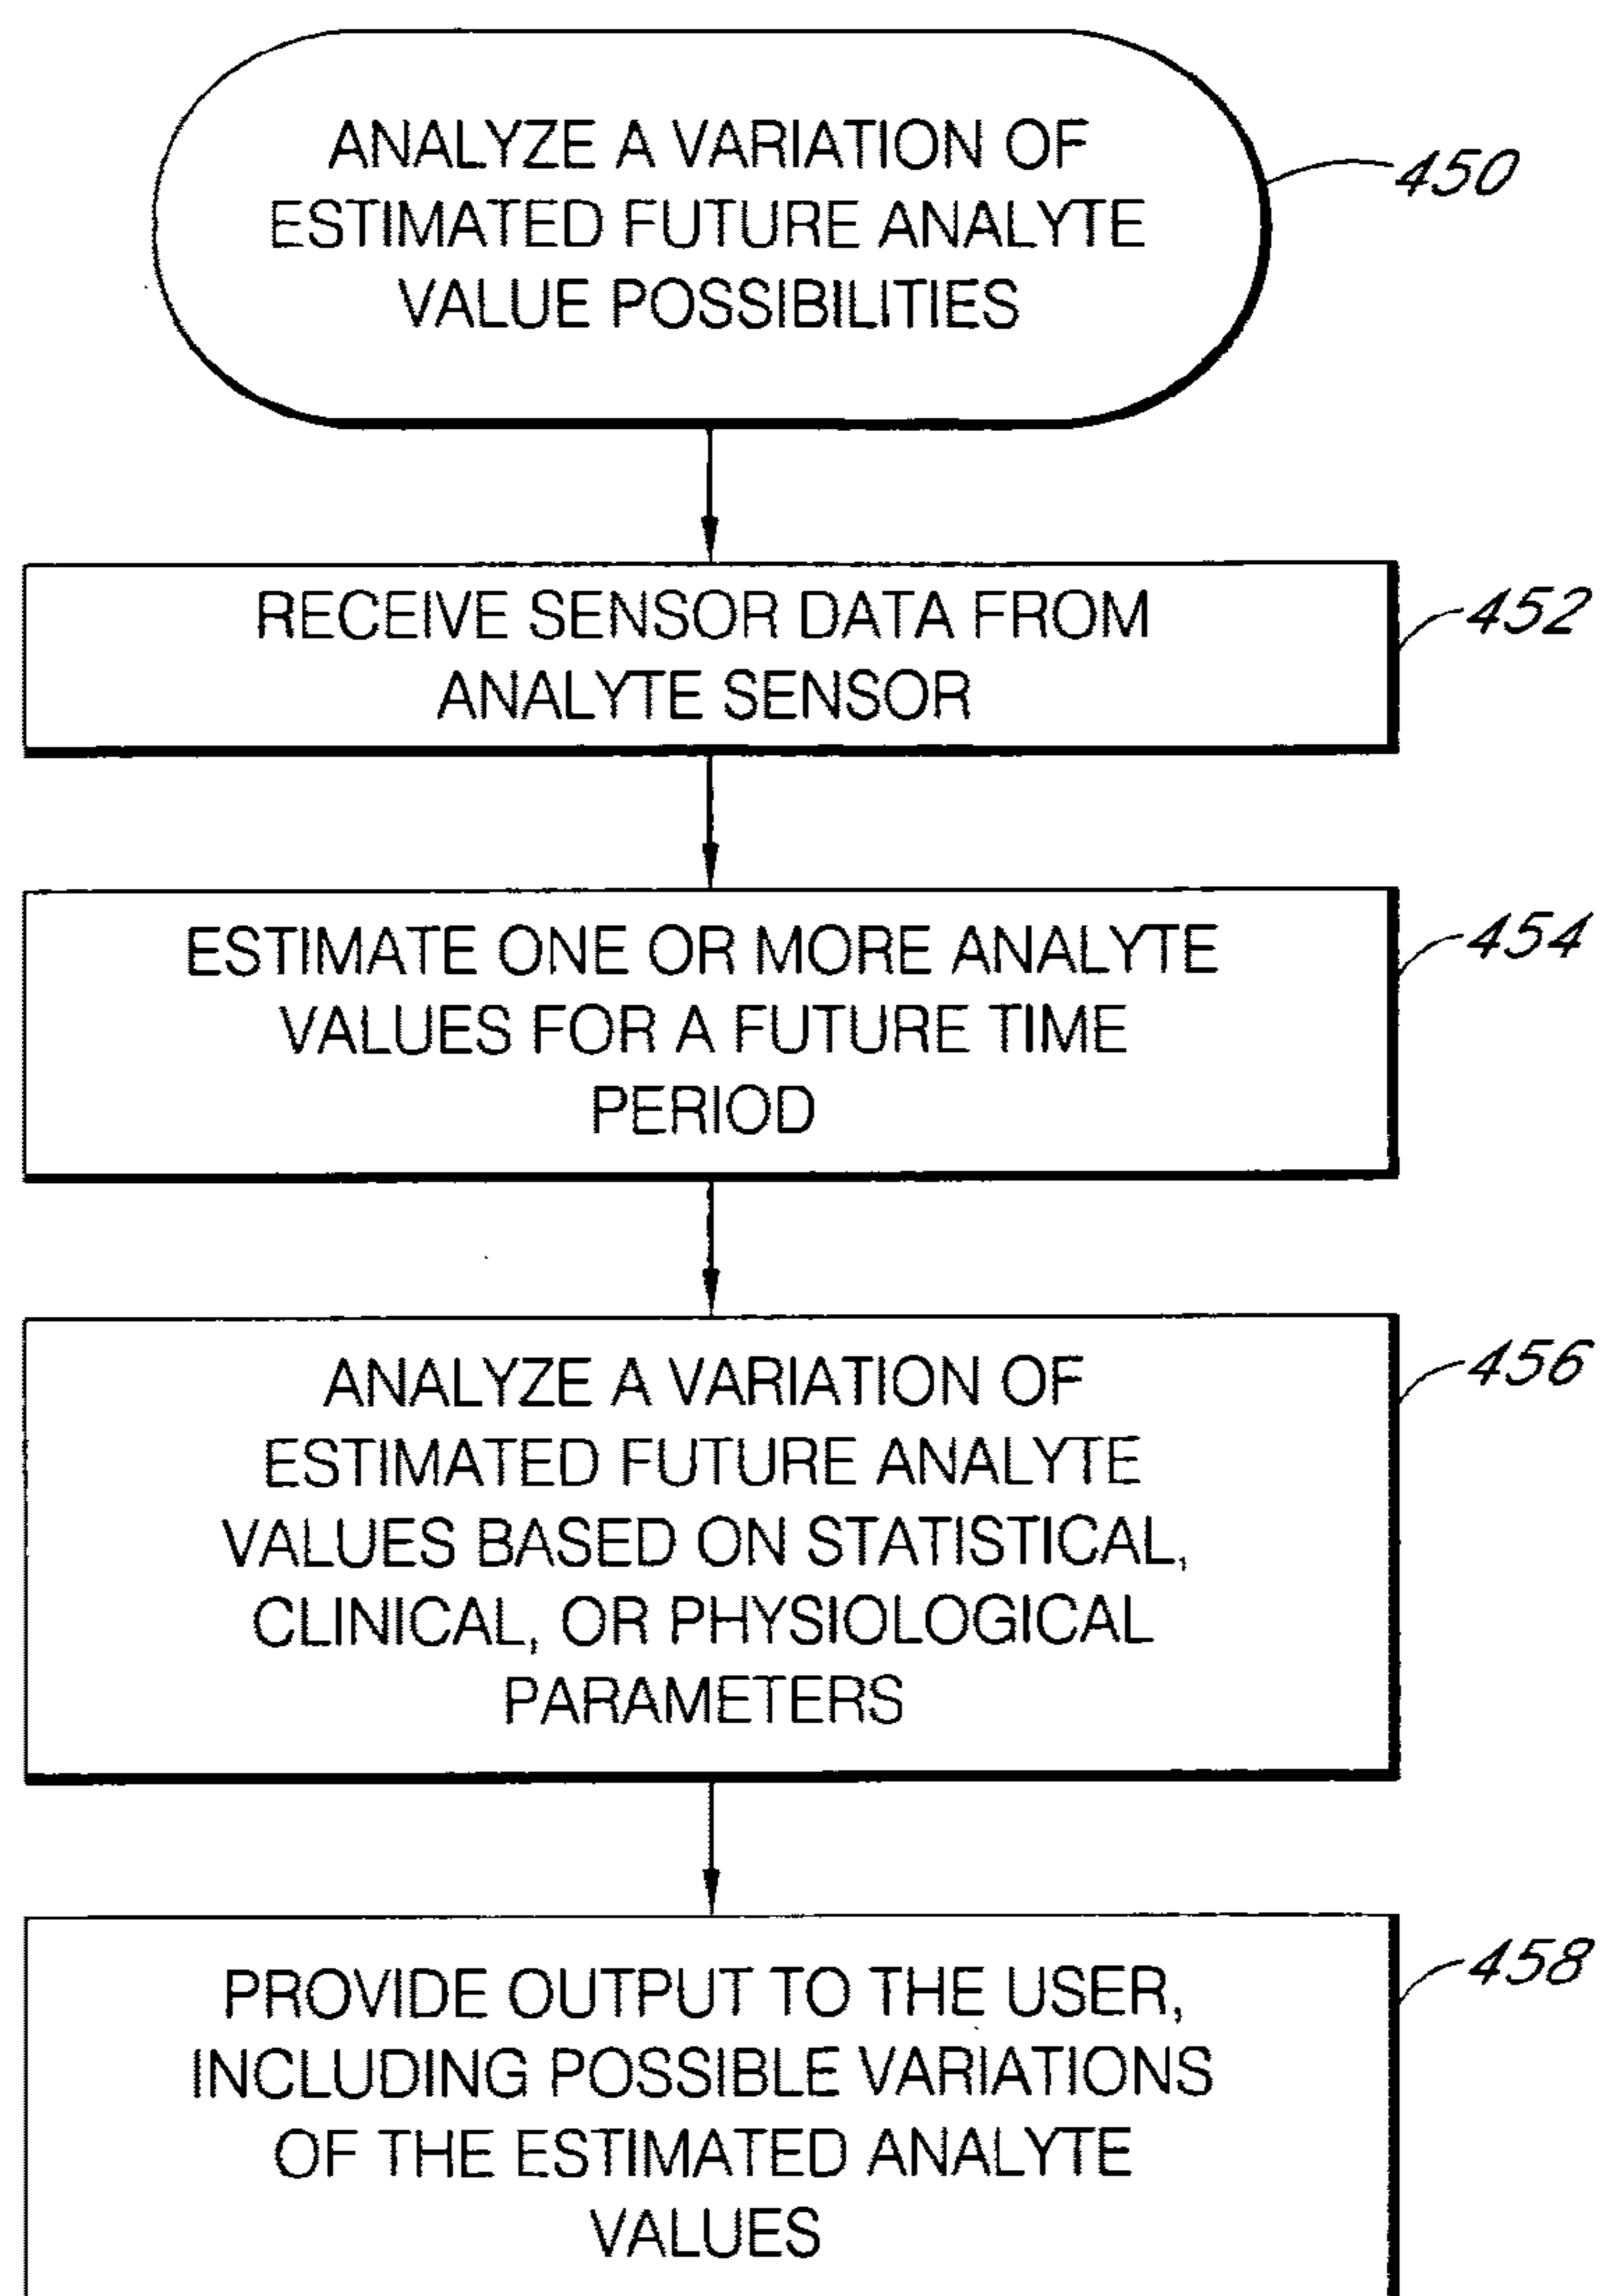 ANALYZE A VARIATION OF
ESTIMATED FUTURE ANALYTE
VALUE POSSIBILITIES
450
RECEIVE SENSOR DATA FROM
ANALYTE SENSOR
452
ESTIMATE ONE OR MORE ANALYTE
VALUES FOR A FUTURE TIME
PERIOD
454
ANALYZE A VARIATION OF
ESTIMATED FUTURE ANALYTE
VALUES BASED ON STATISTICAL,
CLINICAL, OR PHYSIOLOGICAL
PARAMETERS
456
PROVIDE OUTPUT TO THE USER,
INCLUDING POSSIBLE VARIATIONS
OF THE ESTIMATED ANALYTE
VALUES
458